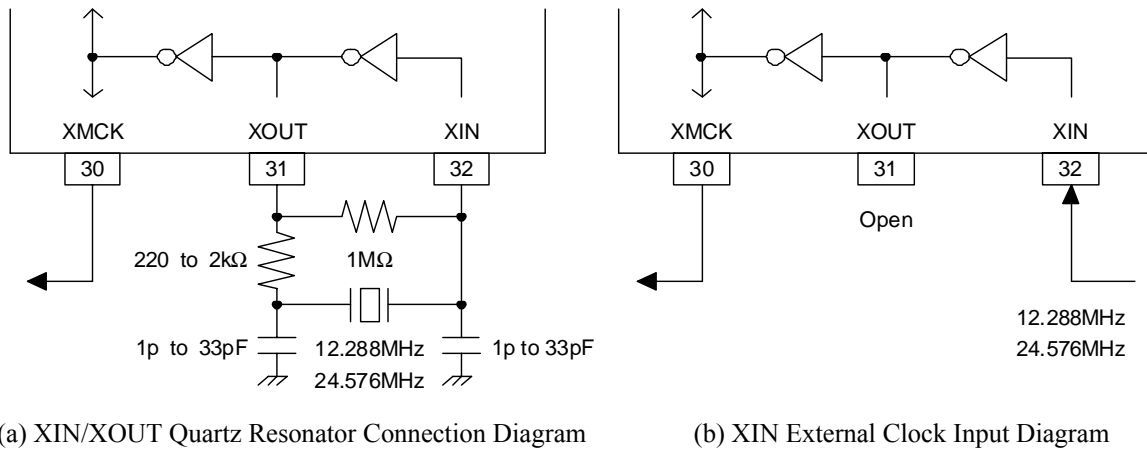 XMCK XOUT XIN
30 31 32
220 to 2kΩ
1MΩ
1p to 33pF
12.288MHz
24.576MHz
1p to 33pF
(a) XIN/XOUT Quartz Resonator Connection Diagram
XMCK XOUT XIN
30 31 32
Open
12.288MHz
24.576MHz
(b) XIN External Clock Input Diagram